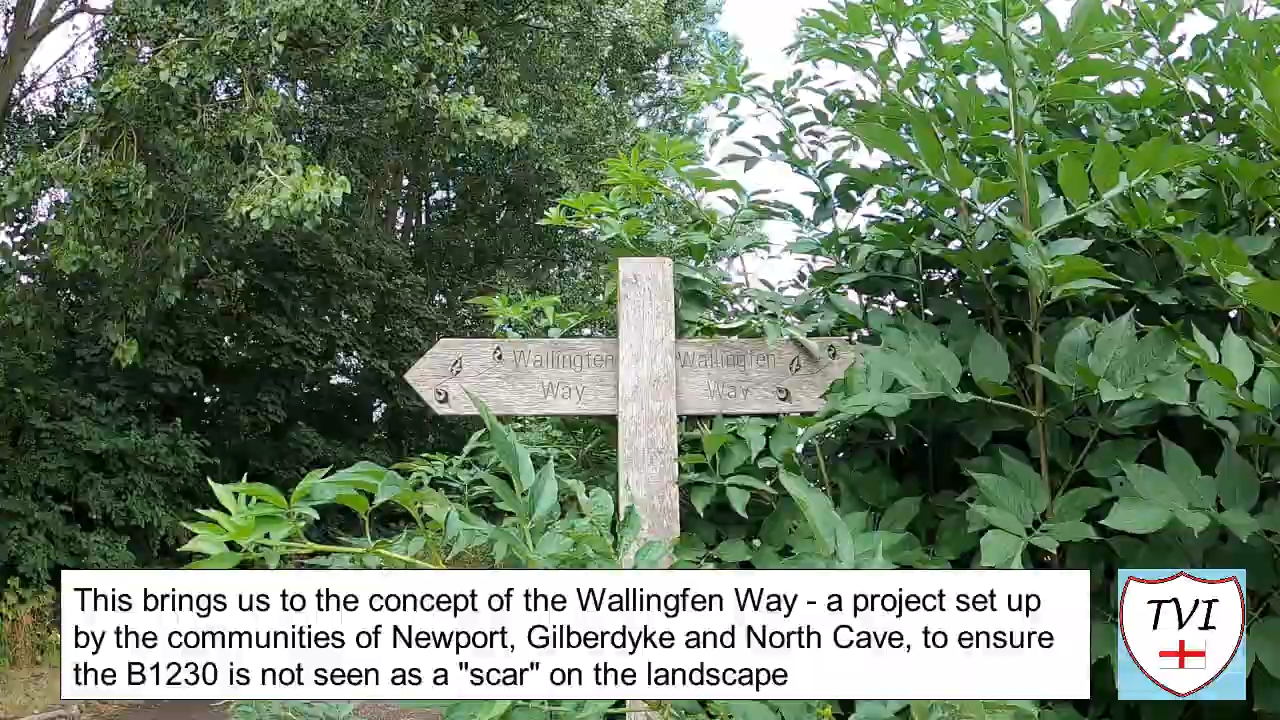 Wallingfen
Way
Wallingfen
Way
This brings us to the concept of the Wallingfen Way - a project set up
by the communities of Newport, Gilberdyke and North Cave, to ensure
the B1230 is not seen as a "scar" on the landscape
TVI